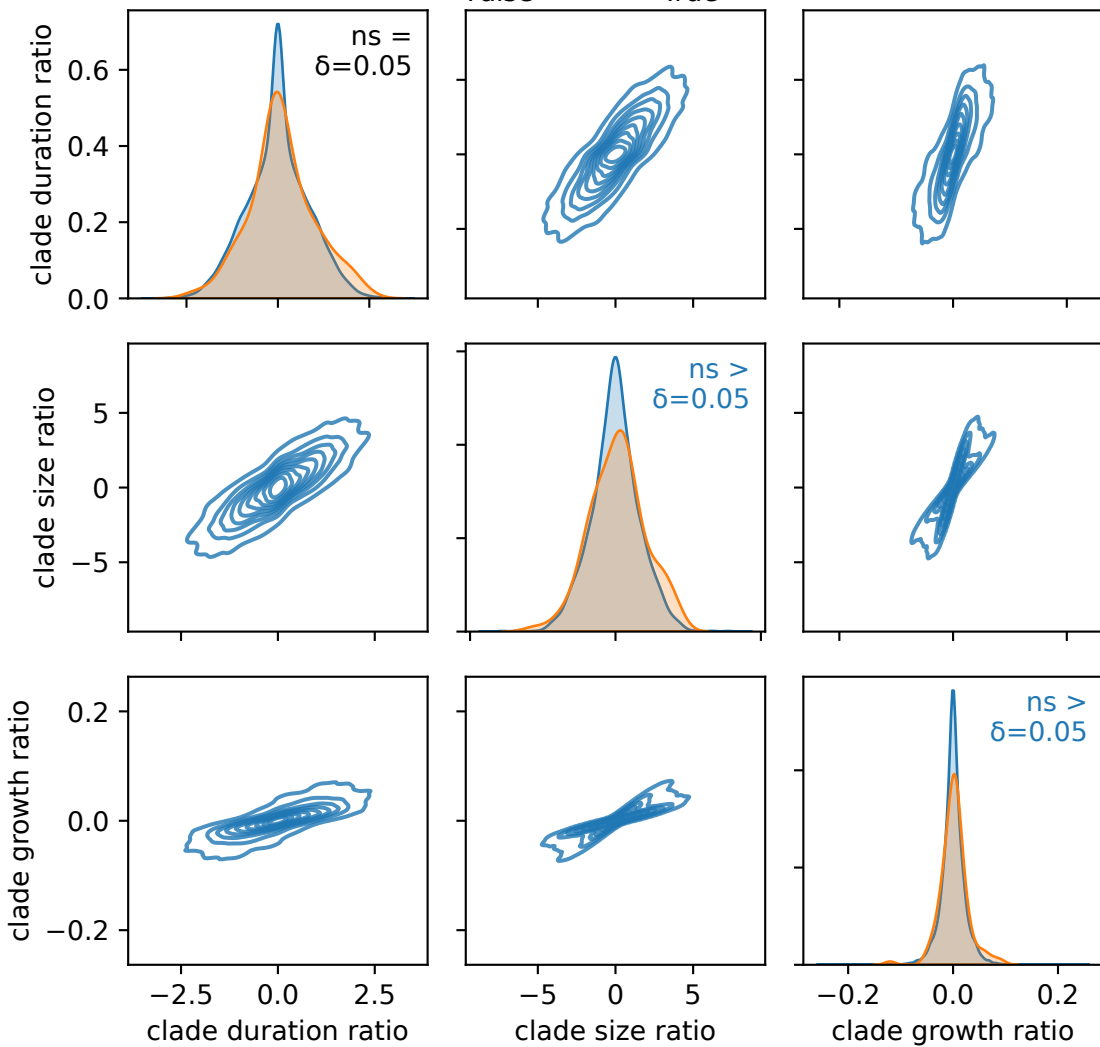 clade duration ratio
0.6
0.4
0.2
0.0
ns =
δ=0.05
clade size ratio
5
0
−5
ns >
δ=0.05
clade growth ratio
0.2
0.0
−0.2
ns >
δ=0.05
−2.5 0.0 2.5
−5 0 5
−0.2 0.0 0.2
clade duration ratio
clade size ratio
clade growth ratio